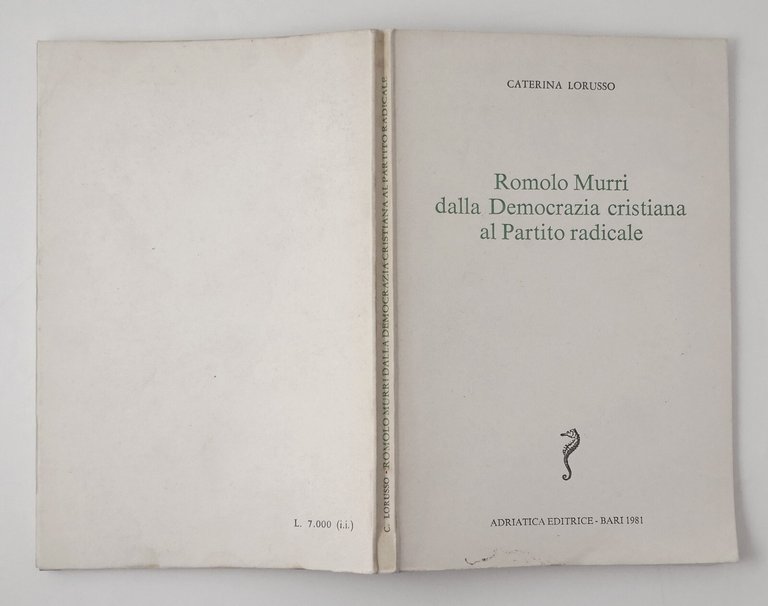 CATERINA LORUSSO
Romolo Murri
dalla Democrazia cristiana
al Partito radicale
ADRIATICA EDITRICE - BARI 1981
C. LORUSSO - ROMOLO MURRI DALLA DEMOCRAZIA CRISTIANA AL PARTITO RADICALE
L. 7.000 (i.i.)